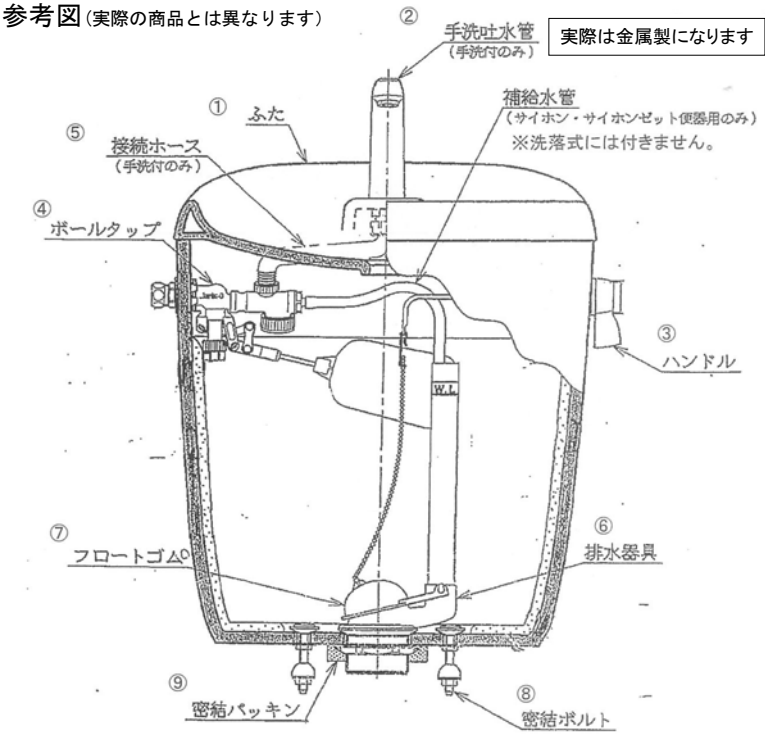 参考図(実際の商品とは異なります)
②
手洗吐水管
(手洗付のみ)
実際は金属製になります
①
ふた
補給水管
(サイホン・サイホンゼット便器用のみ)
※洗落式には付きません。
⑤
接続ホース
(手洗付のみ)
④
ボールタップ
③
ハンドル
W.L
⑦
フロートゴム
⑥
排水器具
⑨
密結パッキン
⑧
密結ボルト